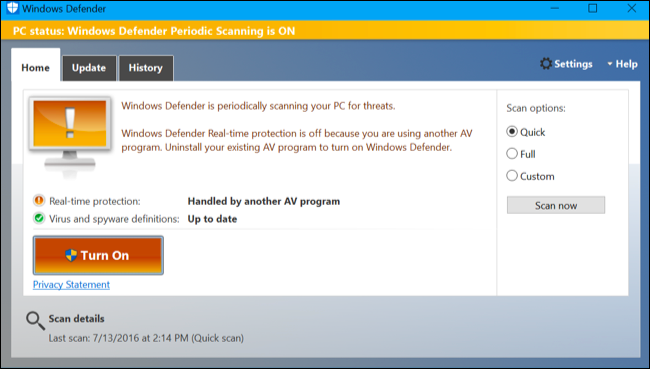 Windows Defender
PC status: Windows Defender Periodic Scanning is ON
Home
Update
History
Settings
Help
Windows Defender is periodically scanning your PC for threats.
Windows Defender Real-time protection is off because you are using another AV
program. Uninstall your existing AV program to turn on Windows Defender.
Real-time protection: Handled by another AV program
Virus and spyware definitions: Up to date
Turn On
Privacy Statement
Scan options:
Quick
Full
Custom
Scan now
Scan details
Last scan: 7/13/2016 at 2:14 PM (Quick scan)